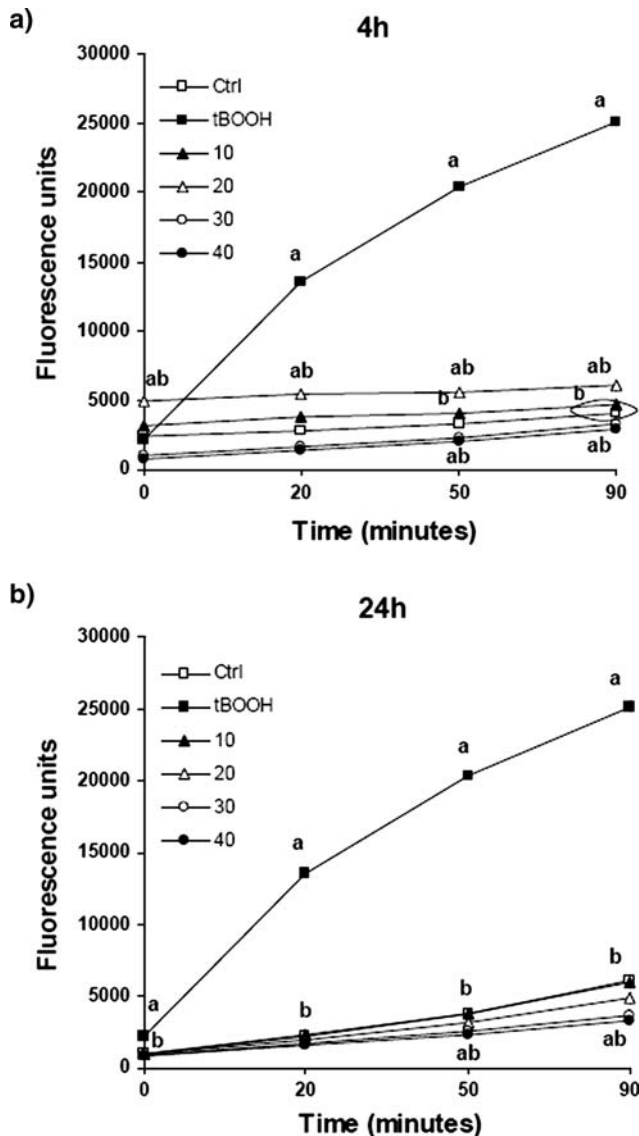 a)
4h
30000
25000
20000
15000
10000
5000
0
Fluorescence units
Ctrl
tBOOH
10
20
30
40
a
a
a
ab ab ab ab
b b
ab ab
0 20 50 90
Time (minutes)
b)
24h
30000
25000
20000
15000
10000
5000
0
Fluorescence units
Ctrl
tBOOH
10
20
30
40
a
a
a
a
b b b b
ab ab
0 20 50 90
Time (minutes)